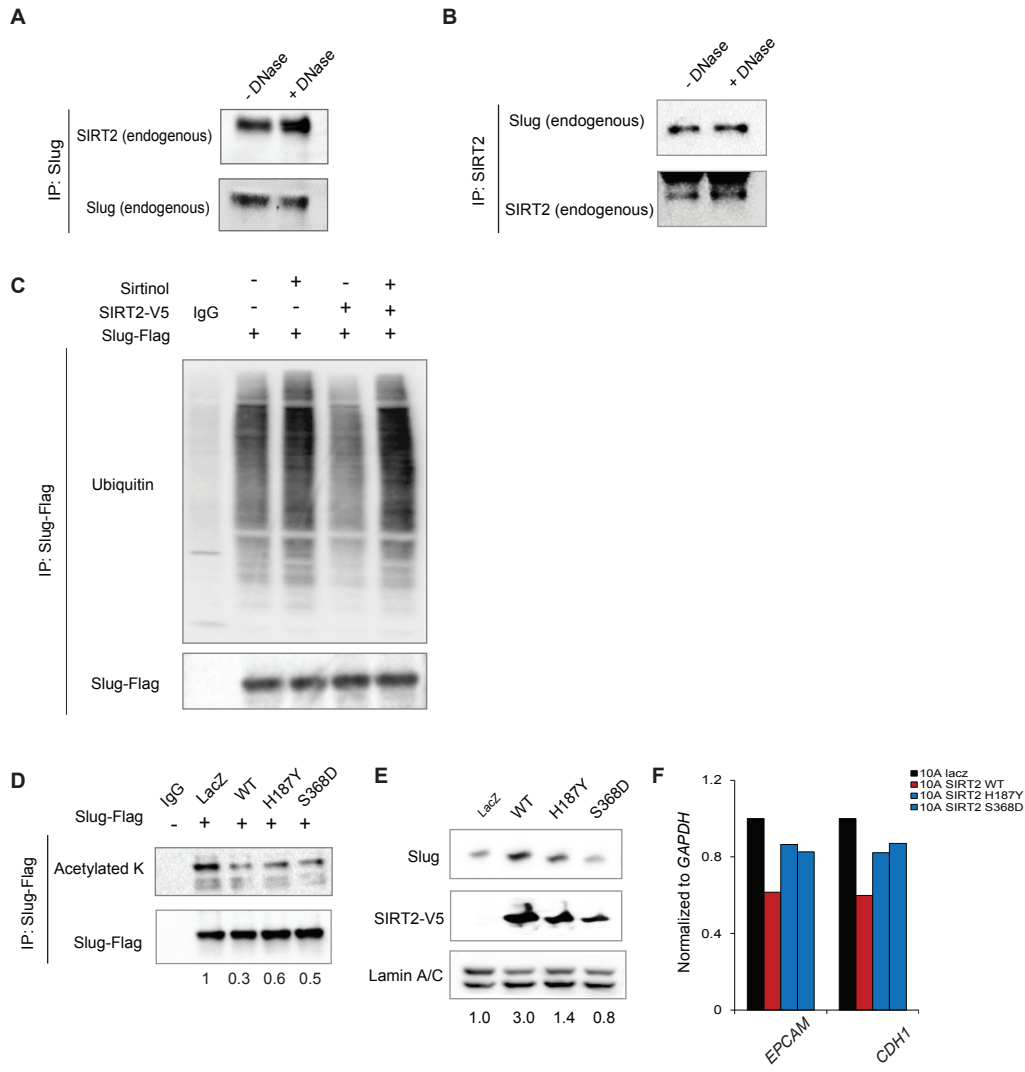 A
- DNase
+ DNase
IP: Slug
SIRT2 (endogenous)
Slug (endogenous)
B
- DNase
+ DNase
IP: SIRT2
Slug (endogenous)
SIRT2 (endogenous)
C
Sirtinol - + - +
SIRT2-V5 IgG - - + +
Slug-Flag + + + +
IP: Slug-Flag
Ubiquitin
Slug-Flag
D
IgG LacZ WT H187Y S368D
Slug-Flag - + + + +
IP: Slug-Flag
Acetylated K
Slug-Flag
1 0.3 0.6 0.5
E
LacZ WT H187Y S368D
Slug
SIRT2-V5
Lamin A/C
1.0 3.0 1.4 0.8
F
10A lacz
10A SIRT2 WT
10A SIRT2 H187Y
10A SIRT2 S368D
Normalized to GAPDH
1.2
0.8
0.4
0
EPCAM
CDH1